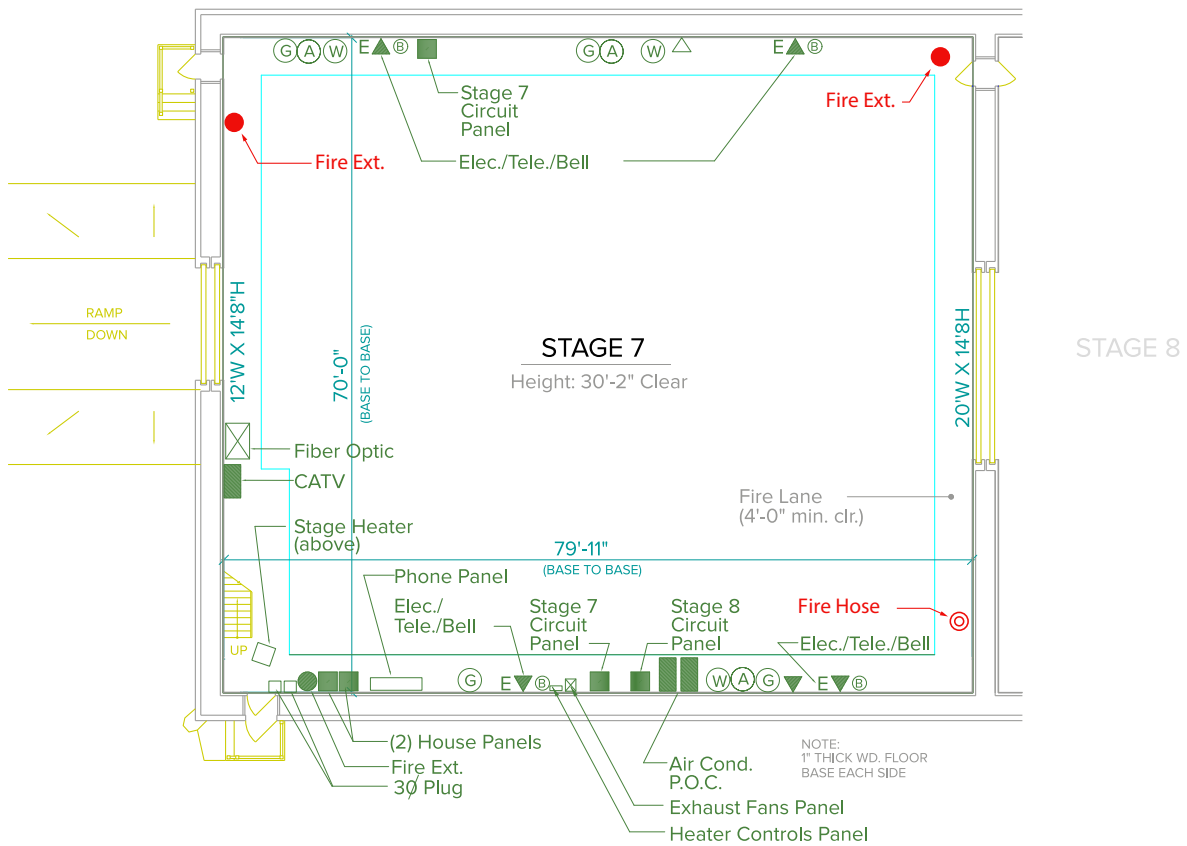 G A W E B
G A W E B
Stage 7
Circuit
Panel
Fire Ext.
Fire Ext.
Elec./Tele./Bell
RAMP
DOWN
12'W X 14'8"H
70'-0"
(BASE TO BASE)
STAGE 7
Height: 30'-2" Clear
20'W X 14'8H
STAGE 8
Fiber Optic
CATV
Fire Lane
(4'-0" min. clr.)
Stage Heater
(above)
79'-11"
(BASE TO BASE)
Phone Panel
Elec./
Tele./Bell
Stage 7
Circuit
Panel
Stage 8
Circuit
Panel
Fire Hose
Elec./Tele./Bell
UP
G E B
W A G E B
(2) House Panels
Fire Ext.
30 Plug
Air Cond.
P.O.C.
Exhaust Fans Panel
Heater Controls Panel
NOTE:
1" THICK WD. FLOOR
BASE EACH SIDE